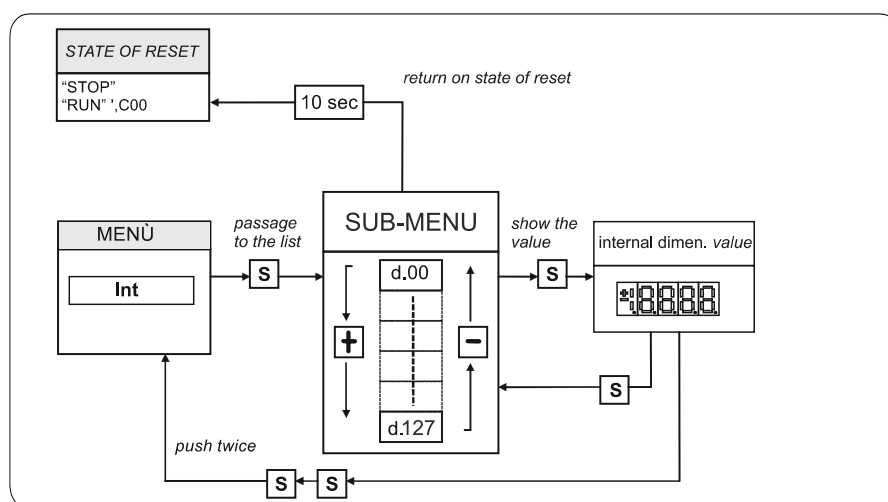 STATE OF RESET
“STOP”
“RUN” ',C00
10 sec
return on state of reset
MENÙ
Int
passage
to the list
S
SUB-MENU
d.00
+
-
d.127
show the
value
S
internal dimen. value
S
push twice
S
S